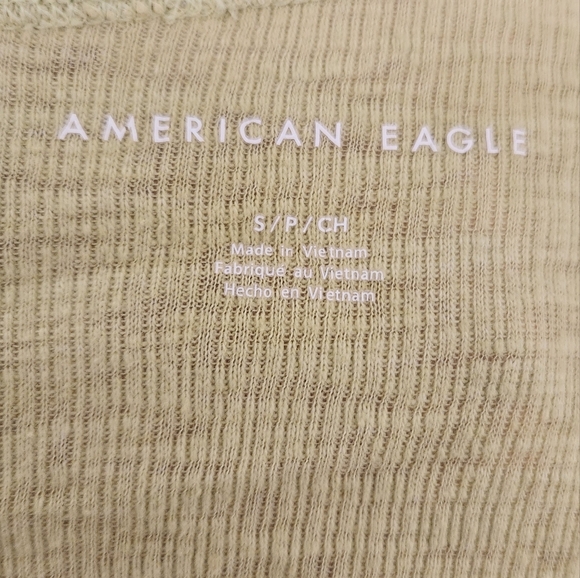 AMERICAN EAGLE
S/P/CH
Made in Vietnam
Fabriqué au Vietnam
Hecho en Vietnam